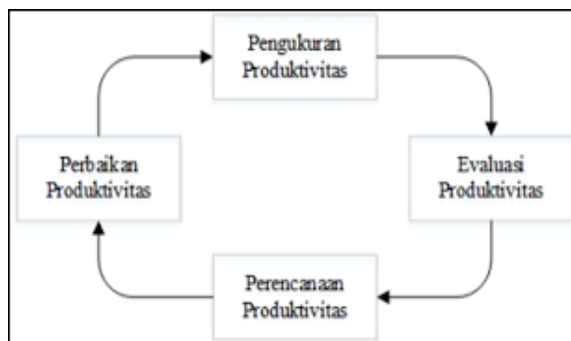 Pengukuran
Produktivitas
Evaluasi
Produktivitas
Perencanaan
Produktivitas
Perbaikan
Produktivitas